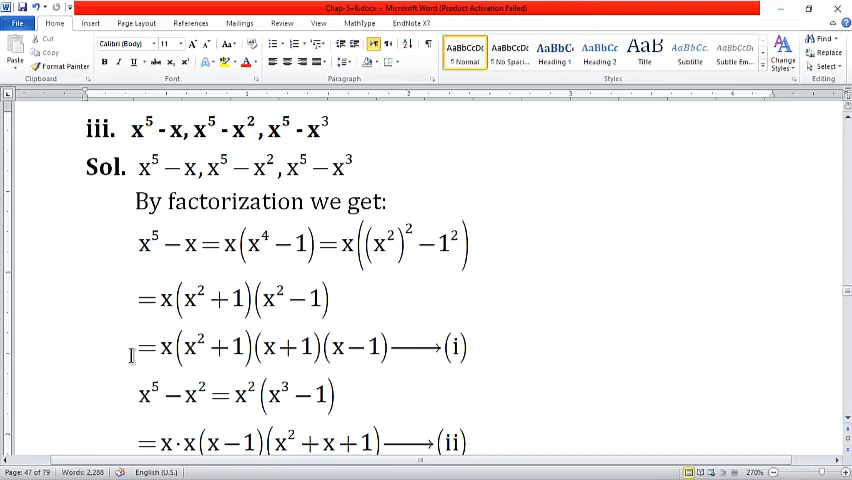 Chap-5=6.docx - Microsoft Word (Product Activation Failed)
File Home Insert Page Layout References Mailings Review View MathType EndNote X7
Paste Cut Copy Format Painter Clipboard
Calibri (Body) 11 Font
Paragraph
AaBbCcDc ¶ Normal AaBbCcDc ¶ No Spaci... AaBbC Heading 1 AaBbCc Heading 2 AaB Title AaBbCc. Subtitle AaBbCcDc Subtle Em... Styles
Change Styles
Find Replace Select Editing
iii. x⁵ - x, x⁵ - x², x⁵ - x³
Sol. x⁵ − x, x⁵ − x², x⁵ − x³
By factorization we get:
x⁵ − x = x(x⁴ − 1) = x((x²)² − 1²)
= x(x² + 1)(x² − 1)
= x(x² + 1)(x + 1)(x − 1) ⟶ (i)
x⁵ − x² = x²(x³ − 1)
= x·x(x − 1)(x² + x + 1) ⟶ (ii)
Page: 47 of 79 Words: 2,288 English (U.S.) 270%